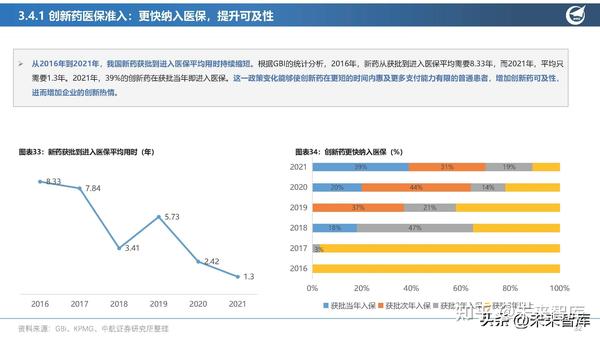 3.4.1 创新药医保准入：更快纳入医保，提升可及性
➢ 从2016年到2021年，我国新药获批到进入医保平均用时持续缩短。根据GBI的统计分析，2016年，新药从获批到进入医保平均需要8.33年，而2021年，平均只
需要1.3年。2021年，39%的创新药在获批当年即进入医保。这一政策变化能够使创新药在更短的时间内惠及更多支付能力有限的普通患者，增加创新药可及性，
进而增加企业的创新热情。
图表33：新药获批到进入医保平均用时（年）
8.33
7.84
3.41
5.73
2.42
1.3
2016 2017 2018 2019 2020 2021
图表34：创新药更快纳入医保（%）
2021 39% 31% 19%
2020 20% 44% 14%
2019 37% 21%
2018 18% 47%
2017 3%
2016
0% 20% 40% 60% 80% 100%
获批当年入保 获批次年入保
资料来源：GBI、KPMG、中航证券研究所整理
知乎 @未来智库
头条 @未来智库